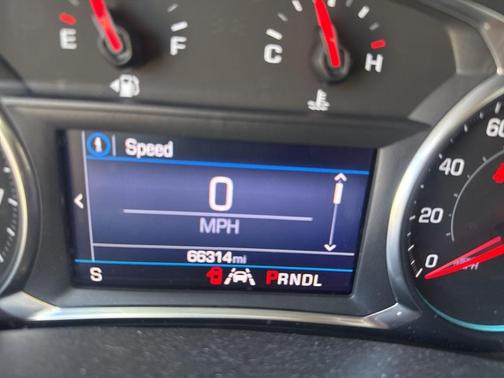 E F C H
Speed
0
MPH
66314mi
S PRNDL
60
40
20
0